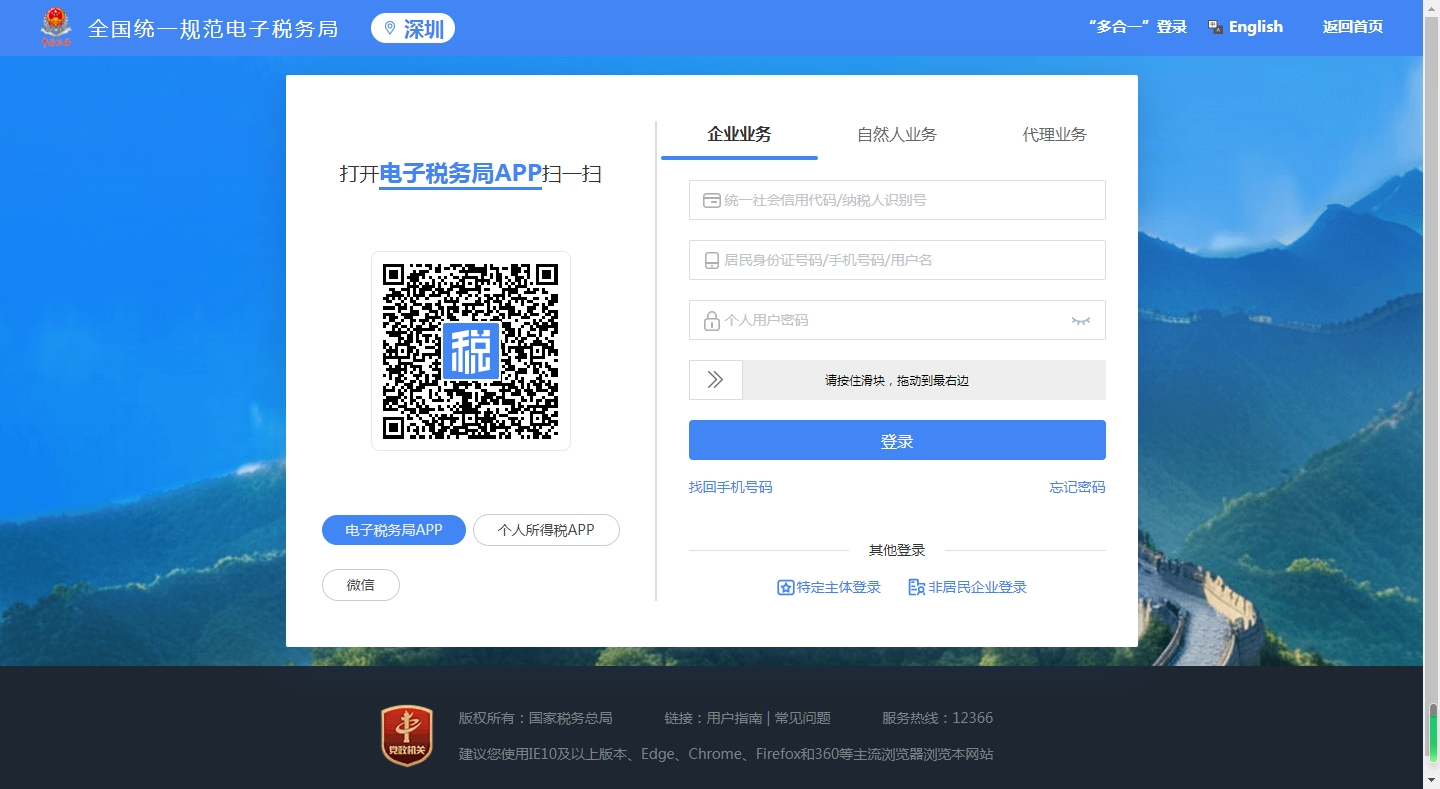 全国统一规范电子税务局 深圳 “多合一”登录 English 返回首页
企业业务 自然人业务 代理业务
打开电子税务局APP扫一扫
统一社会信用代码/纳税人识别号
居民身份证号码/手机号码/用户名
个人用户密码
税
请按住滑块，拖动到最右边
登录
找回手机号码 忘记密码
电子税务局APP 个人所得税APP
其他登录
微信
特定主体登录 非居民企业登录
党政机关
版权所有：国家税务总局 链接：用户指南 | 常见问题 服务热线：12366
建议您使用IE10及以上版本、Edge、Chrome、Firefox和360等主流浏览器浏览本网站